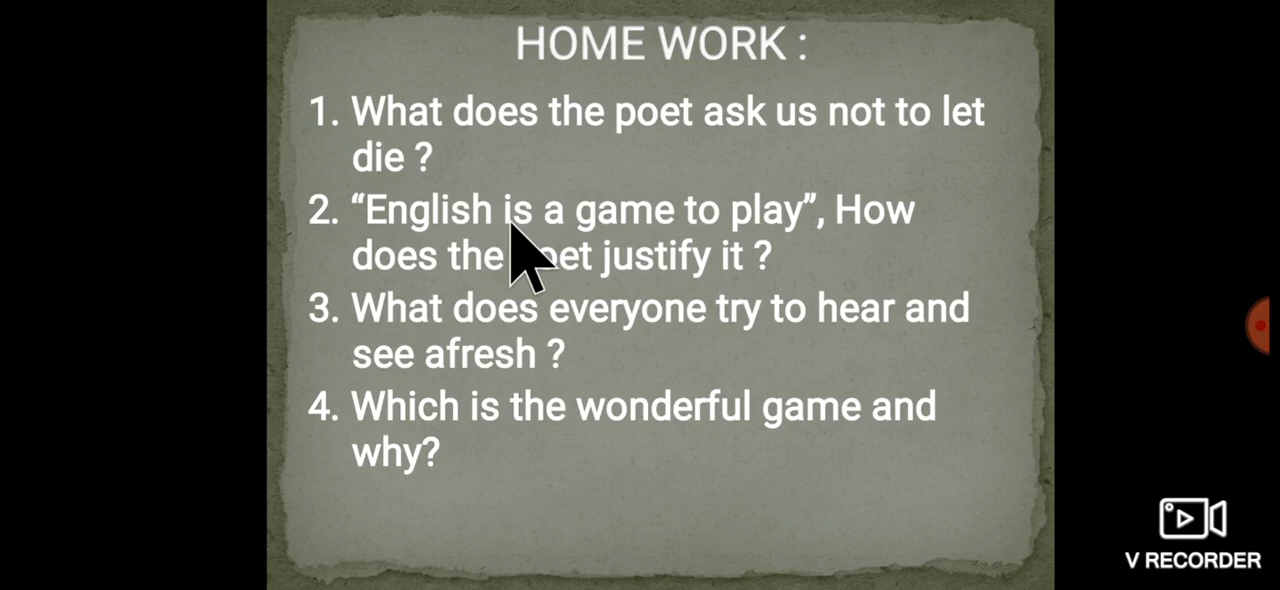 HOME WORK :
1. What does the poet ask us not to let
die ?
2. “English is a game to play”, How
does the poet justify it ?
3. What does everyone try to hear and
see afresh ?
4. Which is the wonderful game and
why?
V RECORDER